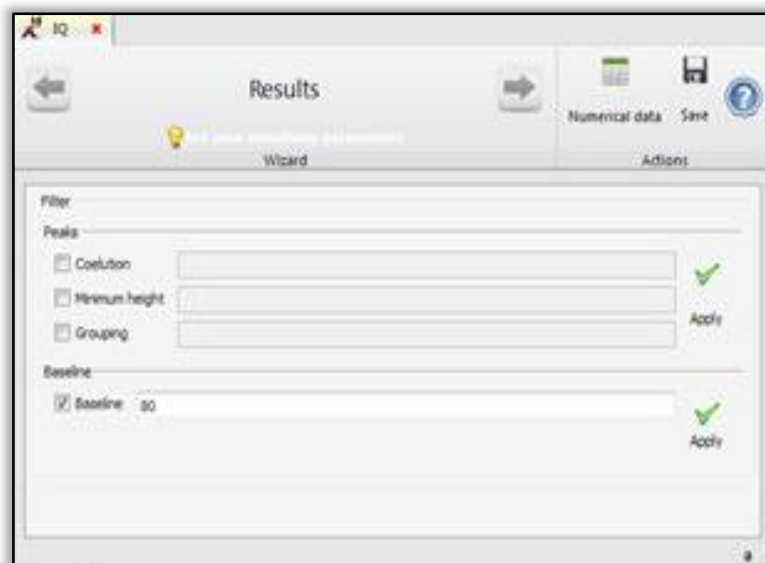 IQ
Results
Numerical data Save
Wizard
Actions
Filter
Peaks
Coelution
Minimum height
Grouping
Apply
Baseline
Baseline 80
Apply
a